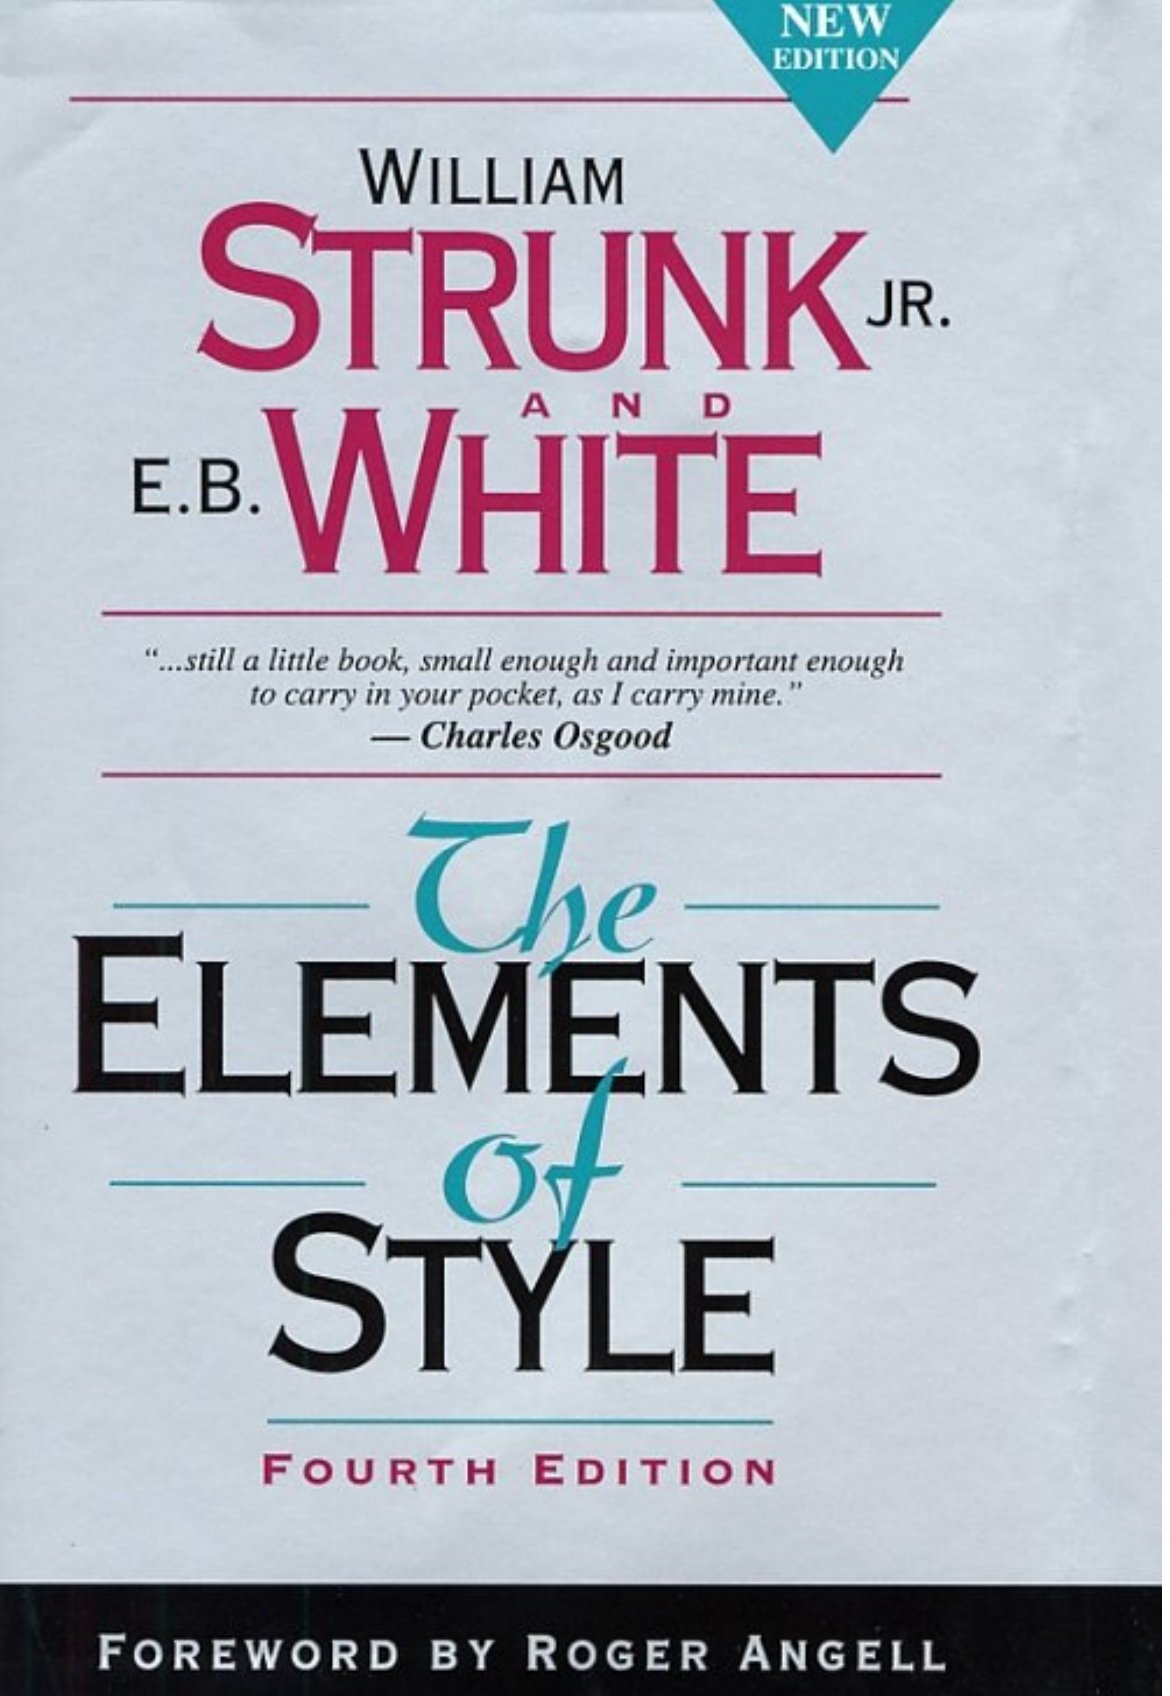 NEW
EDITION
WILLIAM
STRUNK JR.
AND
E.B. WHITE
“...still a little book, small enough and important enough
to carry in your pocket, as I carry mine.”
— Charles Osgood
The
ELEMENTS
of
STYLE
FOURTH EDITION
FOREWORD BY ROGER ANGELL